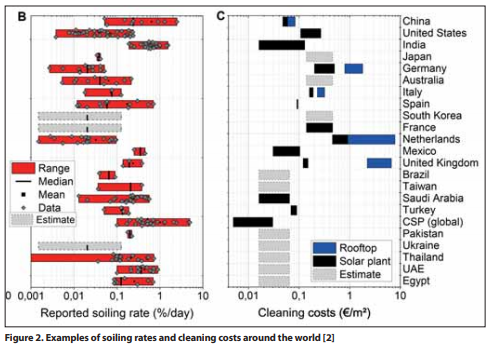 B
C
China
United States
India
Japan
Germany
Australia
Italy
Spain
South Korea
France
Netherlands
Mexico
United Kingdom
Brazil
Taiwan
Saudi Arabia
Turkey
CSP (global)
Pakistan
Ukraine
Thailand
UAE
Egypt
Range
Median
Mean
Data
Estimate
Rooftop
Solar plant
Estimate
0 0,001 0,01 0,1 1 10
0,01 0,1 1 10
Reported soiling rate (%/day)
Cleaning costs (€/m²)
Figure 2. Examples of soiling rates and cleaning costs around the world [2]